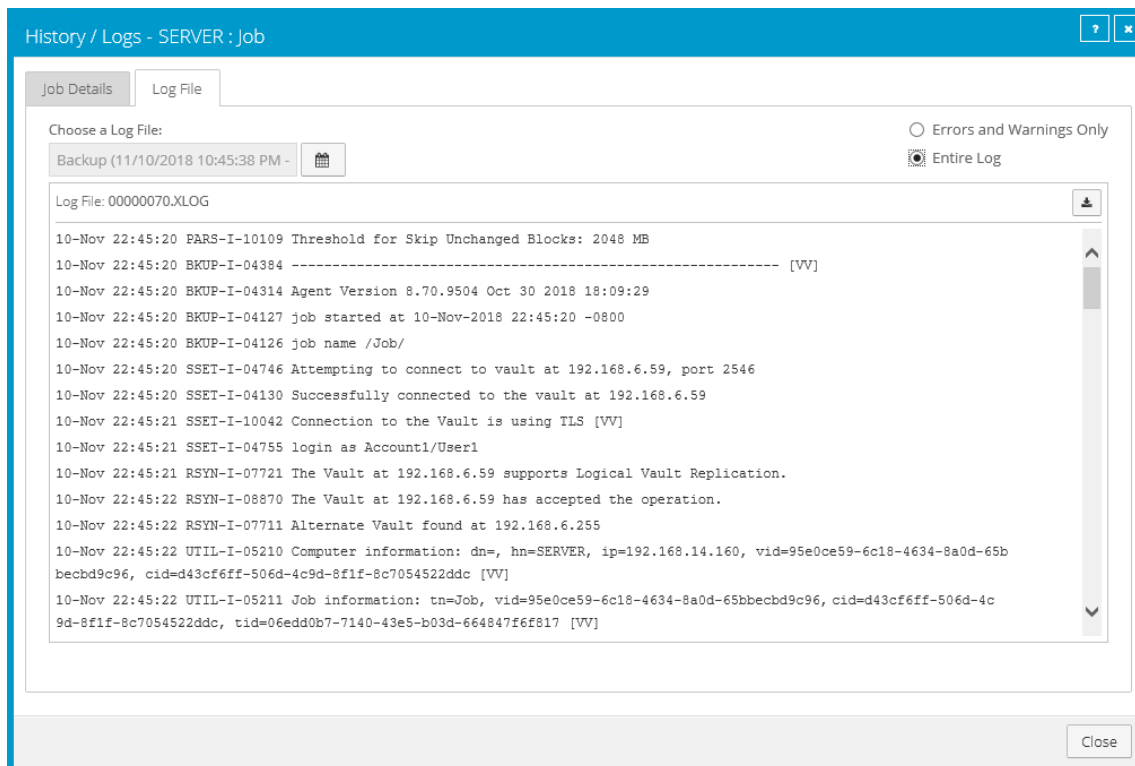 History / Logs - SERVER : Job
? x
Job Details
Log File
Choose a Log File:
Errors and Warnings Only
Backup (11/10/2018 10:45:38 PM -
Entire Log
Log File: 00000070.XLOG
10-Nov 22:45:20 PARS-I-10109 Threshold for Skip Unchanged Blocks: 2048 MB
10-Nov 22:45:20 BKUP-I-04384 ------------------------------------------------------------ [VV]
10-Nov 22:45:20 BKUP-I-04314 Agent Version 8.70.9504 Oct 30 2018 18:09:29
10-Nov 22:45:20 BKUP-I-04127 job started at 10-Nov-2018 22:45:20 -0800
10-Nov 22:45:20 BKUP-I-04126 job name /Job/
10-Nov 22:45:20 SSET-I-04746 Attempting to connect to vault at 192.168.6.59, port 2546
10-Nov 22:45:20 SSET-I-04130 Successfully connected to the vault at 192.168.6.59
10-Nov 22:45:21 SSET-I-10042 Connection to the Vault is using TLS [VV]
10-Nov 22:45:21 SSET-I-04755 login as Account1/User1
10-Nov 22:45:21 RSYN-I-07721 The Vault at 192.168.6.59 supports Logical Vault Replication.
10-Nov 22:45:22 RSYN-I-08870 The Vault at 192.168.6.59 has accepted the operation.
10-Nov 22:45:22 RSYN-I-07711 Alternate Vault found at 192.168.6.255
10-Nov 22:45:22 UTIL-I-05210 Computer information: dn=, hn=SERVER, ip=192.168.14.160, vid=95e0ce59-6c18-4634-8a0d-65b
becbd9c96, cid=d43cf6ff-506d-4c9d-8f1f-8c7054522ddc [VV]
10-Nov 22:45:22 UTIL-I-05211 Job information: tn=Job, vid=95e0ce59-6c18-4634-8a0d-65bbecbd9c96, cid=d43cf6ff-506d-4c
9d-8f1f-8c7054522ddc, tid=06edd0b7-7140-43e5-b03d-664847f6f817 [VV]
Close